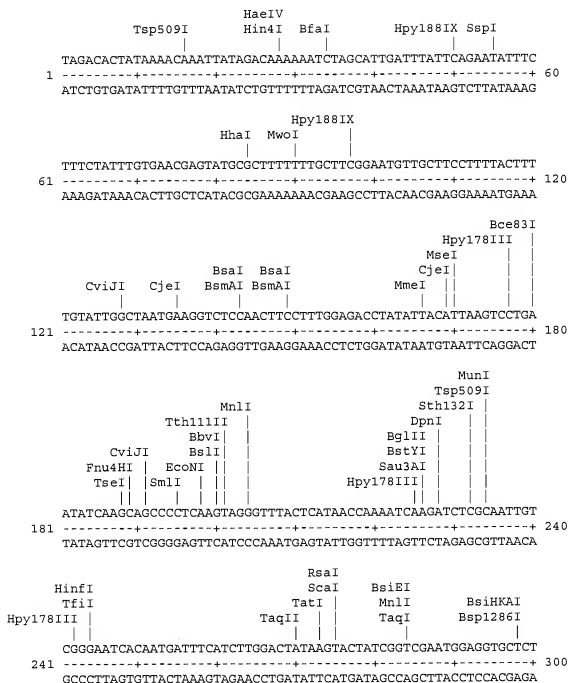 HaeIV
Tsp509I Hin4I BfaI Hpy188IX SspI
TAGACACTATAAAACAAATTATAGACAAAAAATCTAGCATTGATTTATTCAGAATATTTC
1 ---------+---------+---------+---------+---------+---------+ 60
ATCTGTGATATTTTGTTTAATATCTGTTTTTTAGATCGTAACTAAATAAGTCTTATAAAG
Hpy188IX
HhaI MwoI
TTTCTATTTGTGAACGAGTATGCGCTTTTTTTGCTTCGGAATGTTGCTTCCTTTTACTTT
61 ---------+---------+---------+---------+---------+---------+ 120
AAAGATAAACACTTGCTCATACGCGAAAAAAACGAAGCCTTACAACGAAGGAAAATGAAA
Bce83I
Hpy178III
MseI
BsaI BsaI CjeI
CviJI CjeI BsmAI BsmAI MmeI
TGTATTGGCTAATGAAGGTCTCCAACTTCCTTTGGAGACCTATATTACATTAAGTCCTGA
121 ---------+---------+---------+---------+---------+---------+ 180
ACATAACCGATTACTTCCAGAGGTTGAAGGAAACCTCTGGATATAATGTAATTCAGGACT
MunI
Tsp509I
MnlI Sth132I
Tth111II DpnI
BbvI BglII
CviJI BslI BstYI
Fnu4HI EcoNI Sau3AI
TseI SmlI Hpy178III
ATATCAAGCAGCCCCTCAAGTAGGGTTTACTCATAACCAAAATCAAGATCTCGCAATTGT
181 ---------+---------+---------+---------+---------+---------+ 240
TATAGTTCGTCGGGGAGTTCATCCCAAATGAGTATTGGTTTTAGTTCTAGAGCGTTAACA
RsaI
HinfI ScaI BsiEI
TfiI TatI MnlI BsiHKAI
Hpy178III TaqII TaqI Bsp1286I
CGGGAATCACAATGATTTCATCTTGGACTATAAGTACTATCGGTCGAATGGAGGTGCTCT
241 ---------+---------+---------+---------+---------+---------+ 300
GCCCTTAGTGTTACTAAAGTAGAACCTGATATTCATGATAGCCAGCTTACCTCCACGAGA